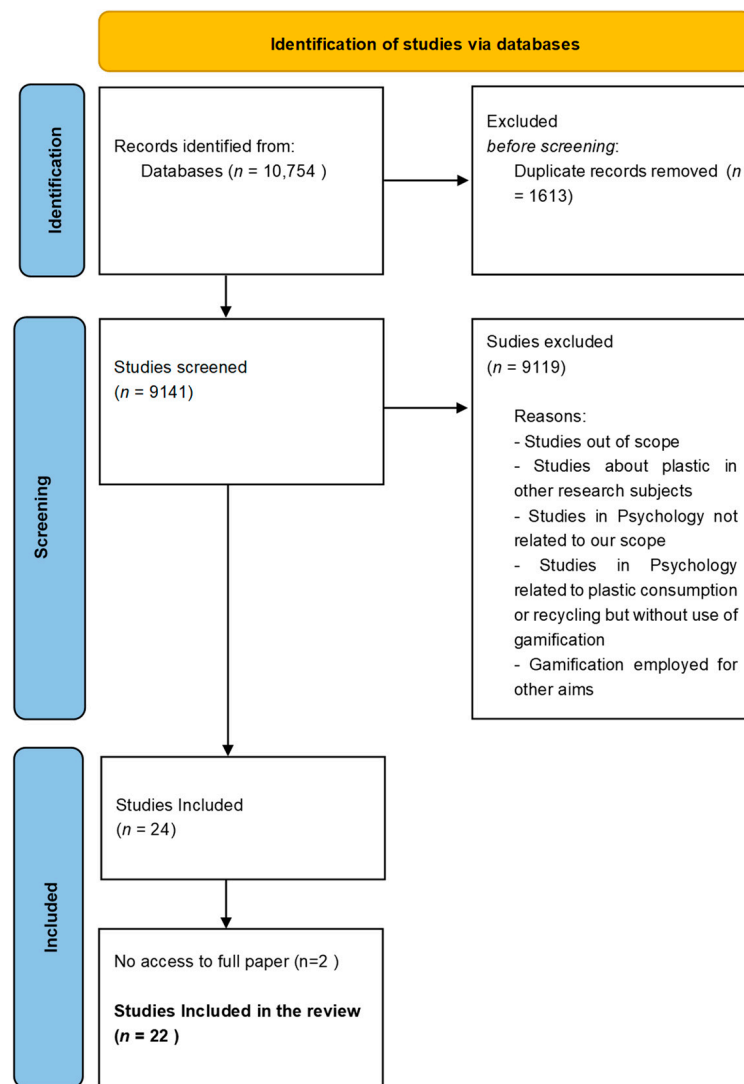 Identification of studies via databases
Identification
Records identified from:
Databases (n = 10,754 )
Excluded
before screening:
Duplicate records removed (n
= 1613)
Screening
Studies screened
(n = 9141)
Sudies excluded
(n = 9119)
Reasons:
- Studies out of scope
- Studies about plastic in
other research subjects
- Studies in Psychology not
related to our scope
- Studies in Psychology
related to plastic consumption
or recycling but without use of
gamification
- Gamification employed for
other aims
Included
Studies Included
(n = 24)
No access to full paper (n=2 )
Studies Included in the review
(n = 22 )